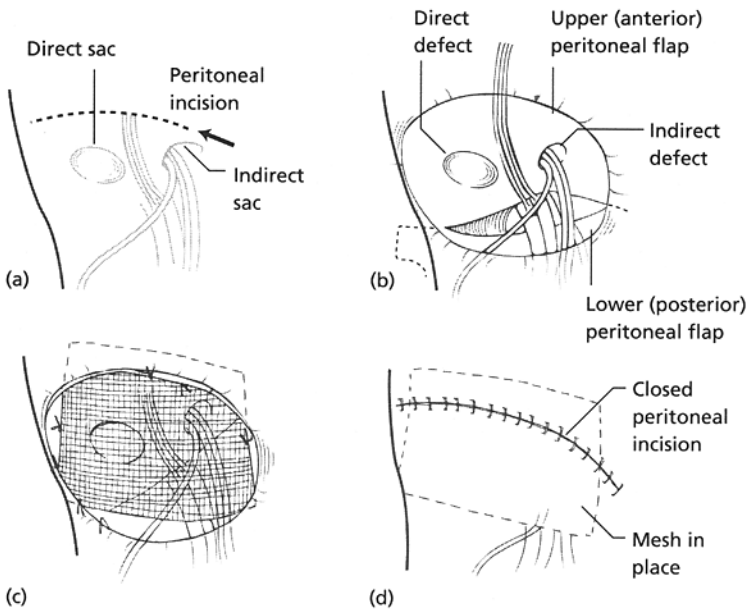 Direct sac
Peritoneal
incision
Indirect
sac
(a)
Direct
defect
Upper (anterior)
peritoneal flap
Indirect
defect
(b)
Lower (posterior)
peritoneal flap
(c)
Closed
peritoneal
incision
Mesh in
place
(d)